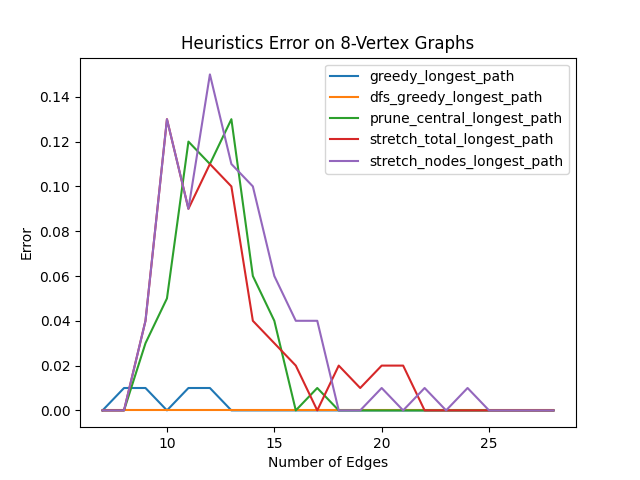 Heuristics Error on 8-Vertex Graphs
greedy_longest_path
dfs_greedy_longest_path
prune_central_longest_path
stretch_total_longest_path
stretch_nodes_longest_path
Error
0.14
0.12
0.10
0.08
0.06
0.04
0.02
0.00
10 15 20 25
Number of Edges